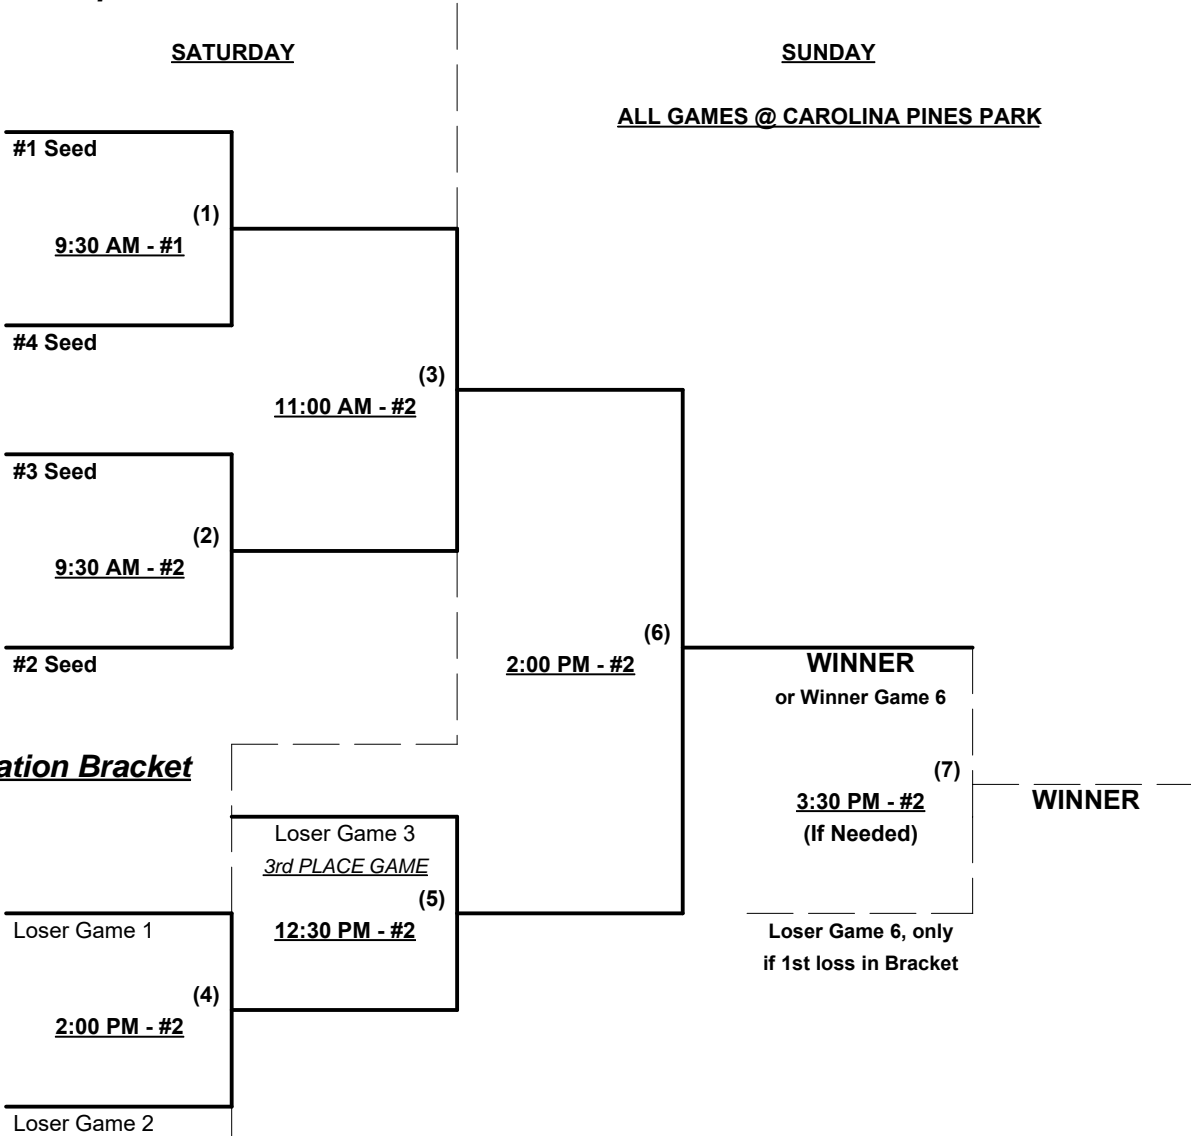 SATURDAY
SUNDAY
ALL GAMES @ CAROLINA PINES PARK
#1 Seed
(1)
9:30 AM - #1
#4 Seed
(3)
11:00 AM - #2
#3 Seed
(2)
9:30 AM - #2
#2 Seed
(6)
2:00 PM - #2
WINNER
or Winner Game 6
ation Bracket
(7)
3:30 PM - #2
(If Needed)
WINNER
Loser Game 3
3rd PLACE GAME
(5)
12:30 PM - #2
Loser Game 1
Loser Game 6, only
if 1st loss in Bracket
(4)
2:00 PM - #2
Loser Game 2